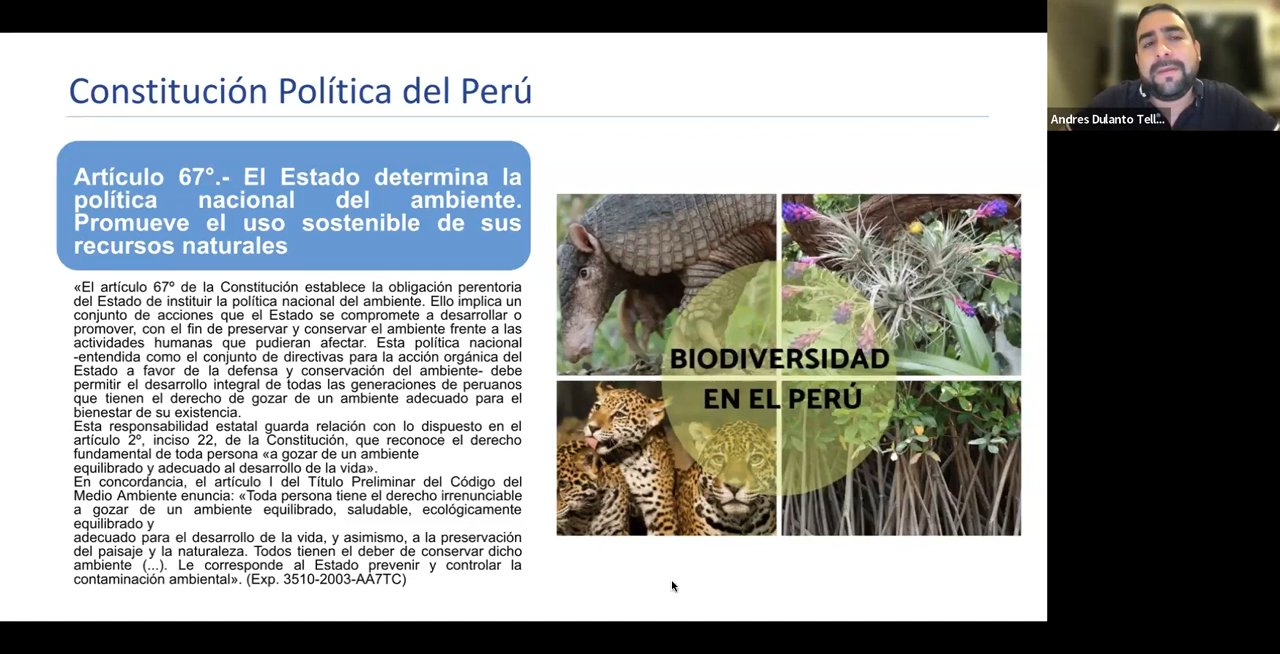 Constitución Política del Perú
Andres Dulanto Tell...
Artículo 67°.- El Estado determina la
política nacional del ambiente.
Promueve el uso sostenible de sus
recursos naturales
«El artículo 67º de la Constitución establece la obligación perentoria
del Estado de instituir la política nacional del ambiente. Ello implica un
conjunto de acciones que el Estado se compromete a desarrollar o
promover, con el fin de preservar y conservar el ambiente frente a las
actividades humanas que pudieran afectar. Esta política nacional
-entendida como el conjunto de directivas para la acción orgánica del
Estado a favor de la defensa y conservación del ambiente- debe
permitir el desarrollo integral de todas las generaciones de peruanos
que tienen el derecho de gozar de un ambiente adecuado para el
bienestar de su existencia.
Esta responsabilidad estatal guarda relación con lo dispuesto en el
artículo 2º, inciso 22, de la Constitución, que reconoce el derecho
fundamental de toda persona «a gozar de un ambiente
equilibrado y adecuado al desarrollo de la vida».
En concordancia, el artículo I del Título Preliminar del Código del
Medio Ambiente enuncia: «Toda persona tiene el derecho irrenunciable
a gozar de un ambiente equilibrado, saludable, ecológicamente
equilibrado y
adecuado para el desarrollo de la vida, y asimismo, a la preservación
del paisaje y la naturaleza. Todos tienen el deber de conservar dicho
ambiente (...). Le corresponde al Estado prevenir y controlar la
contaminación ambiental». (Exp. 3510-2003-AA7TC)
BIODIVERSIDAD
EN EL PERÚ